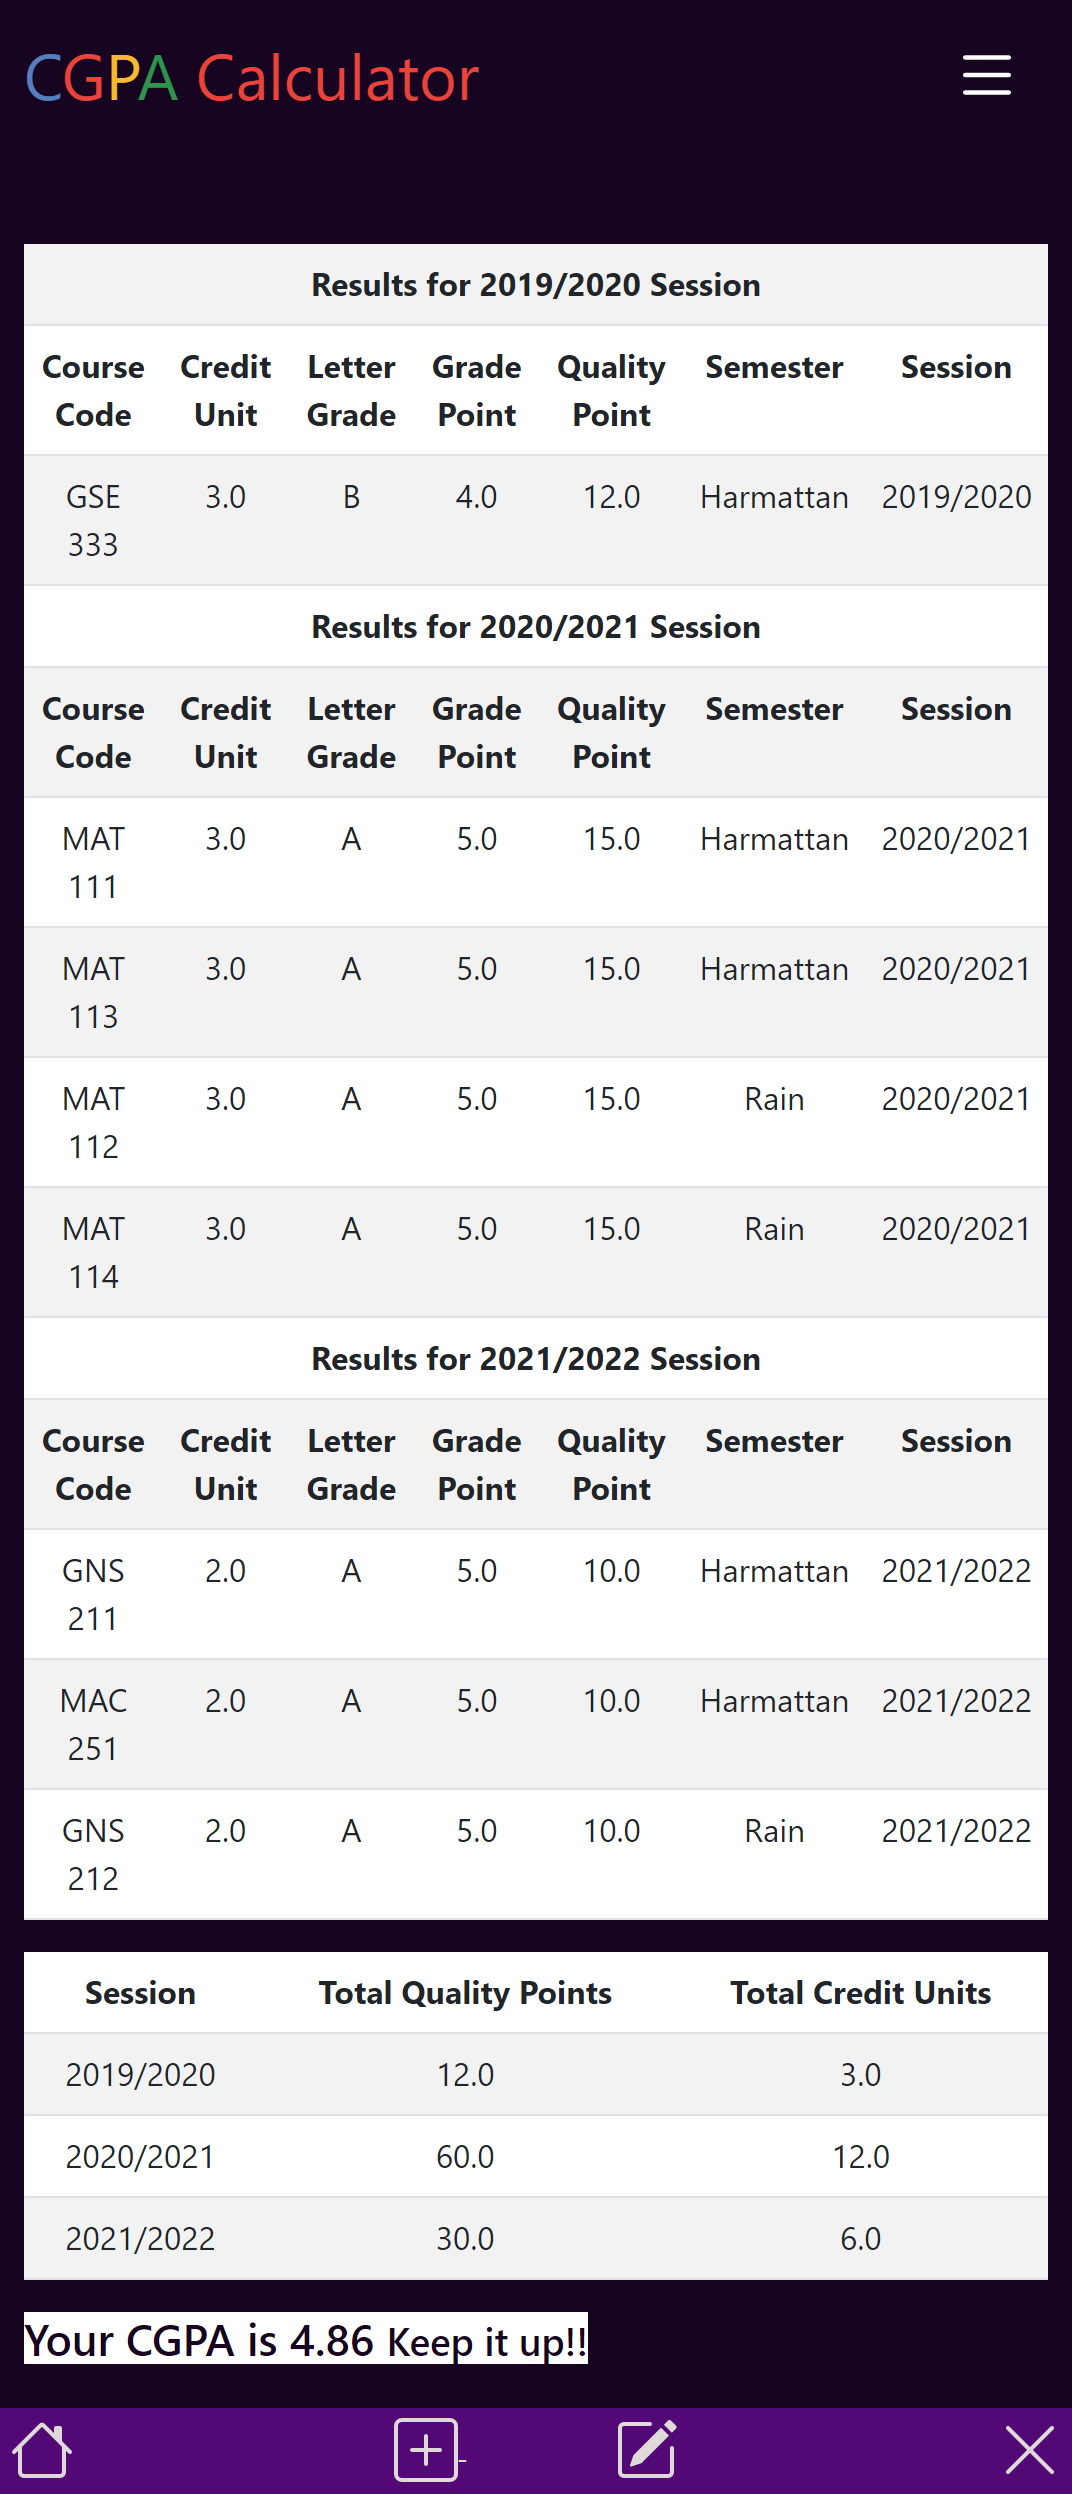 CGPA Calculator
Results for 2019/2020 Session
Course Code Credit Unit Letter Grade Grade Point Quality Point Semester Session
GSE 333 3.0 B 4.0 12.0 Harmattan 2019/2020
Results for 2020/2021 Session
Course Code Credit Unit Letter Grade Grade Point Quality Point Semester Session
MAT 111 3.0 A 5.0 15.0 Harmattan 2020/2021
MAT 113 3.0 A 5.0 15.0 Harmattan 2020/2021
MAT 112 3.0 A 5.0 15.0 Rain 2020/2021
MAT 114 3.0 A 5.0 15.0 Rain 2020/2021
Results for 2021/2022 Session
Course Code Credit Unit Letter Grade Grade Point Quality Point Semester Session
GNS 211 2.0 A 5.0 10.0 Harmattan 2021/2022
MAC 251 2.0 A 5.0 10.0 Harmattan 2021/2022
GNS 212 2.0 A 5.0 10.0 Rain 2021/2022
Session Total Quality Points Total Credit Units
2019/2020 12.0 3.0
2020/2021 60.0 12.0
2021/2022 30.0 6.0
Your CGPA is 4.86 Keep it up!!